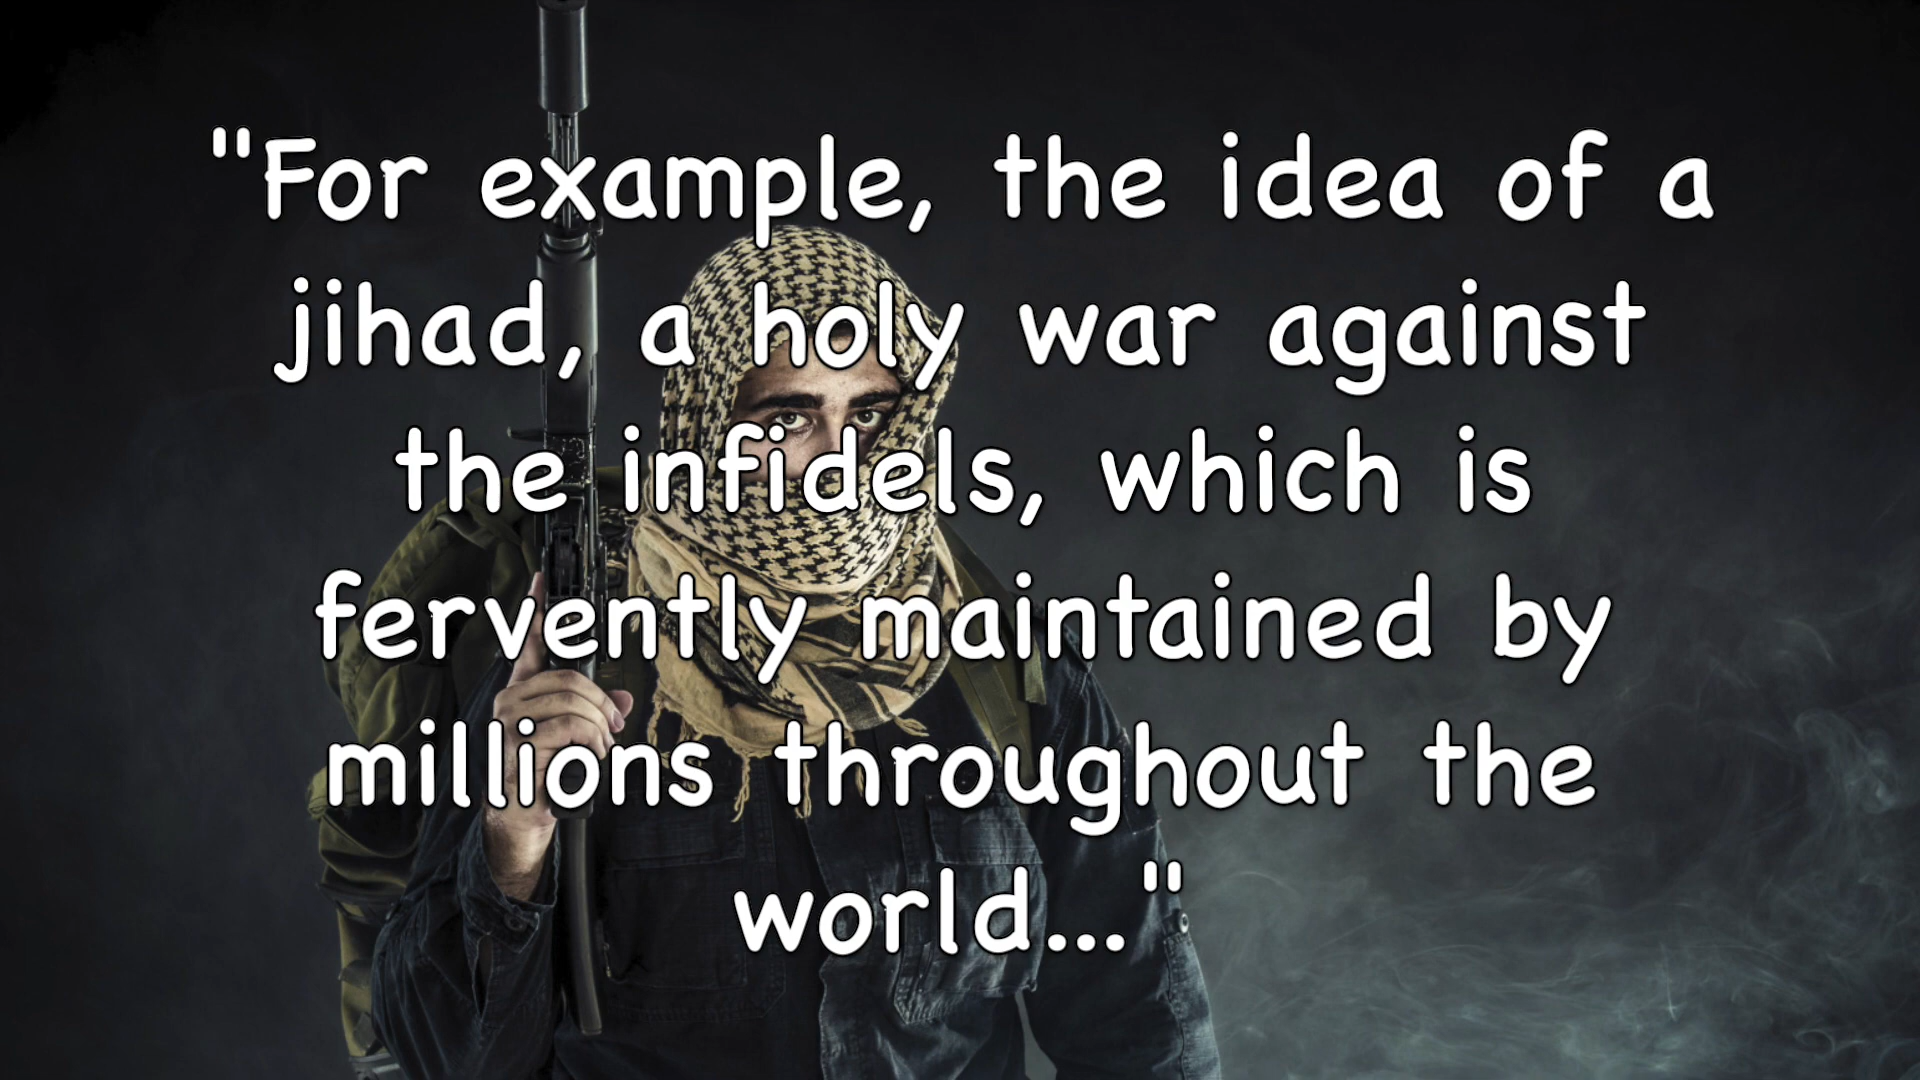 "For example, the idea of a
jihad, a holy war against
the infidels, which is
fervently maintained by
millions throughout the
world..."